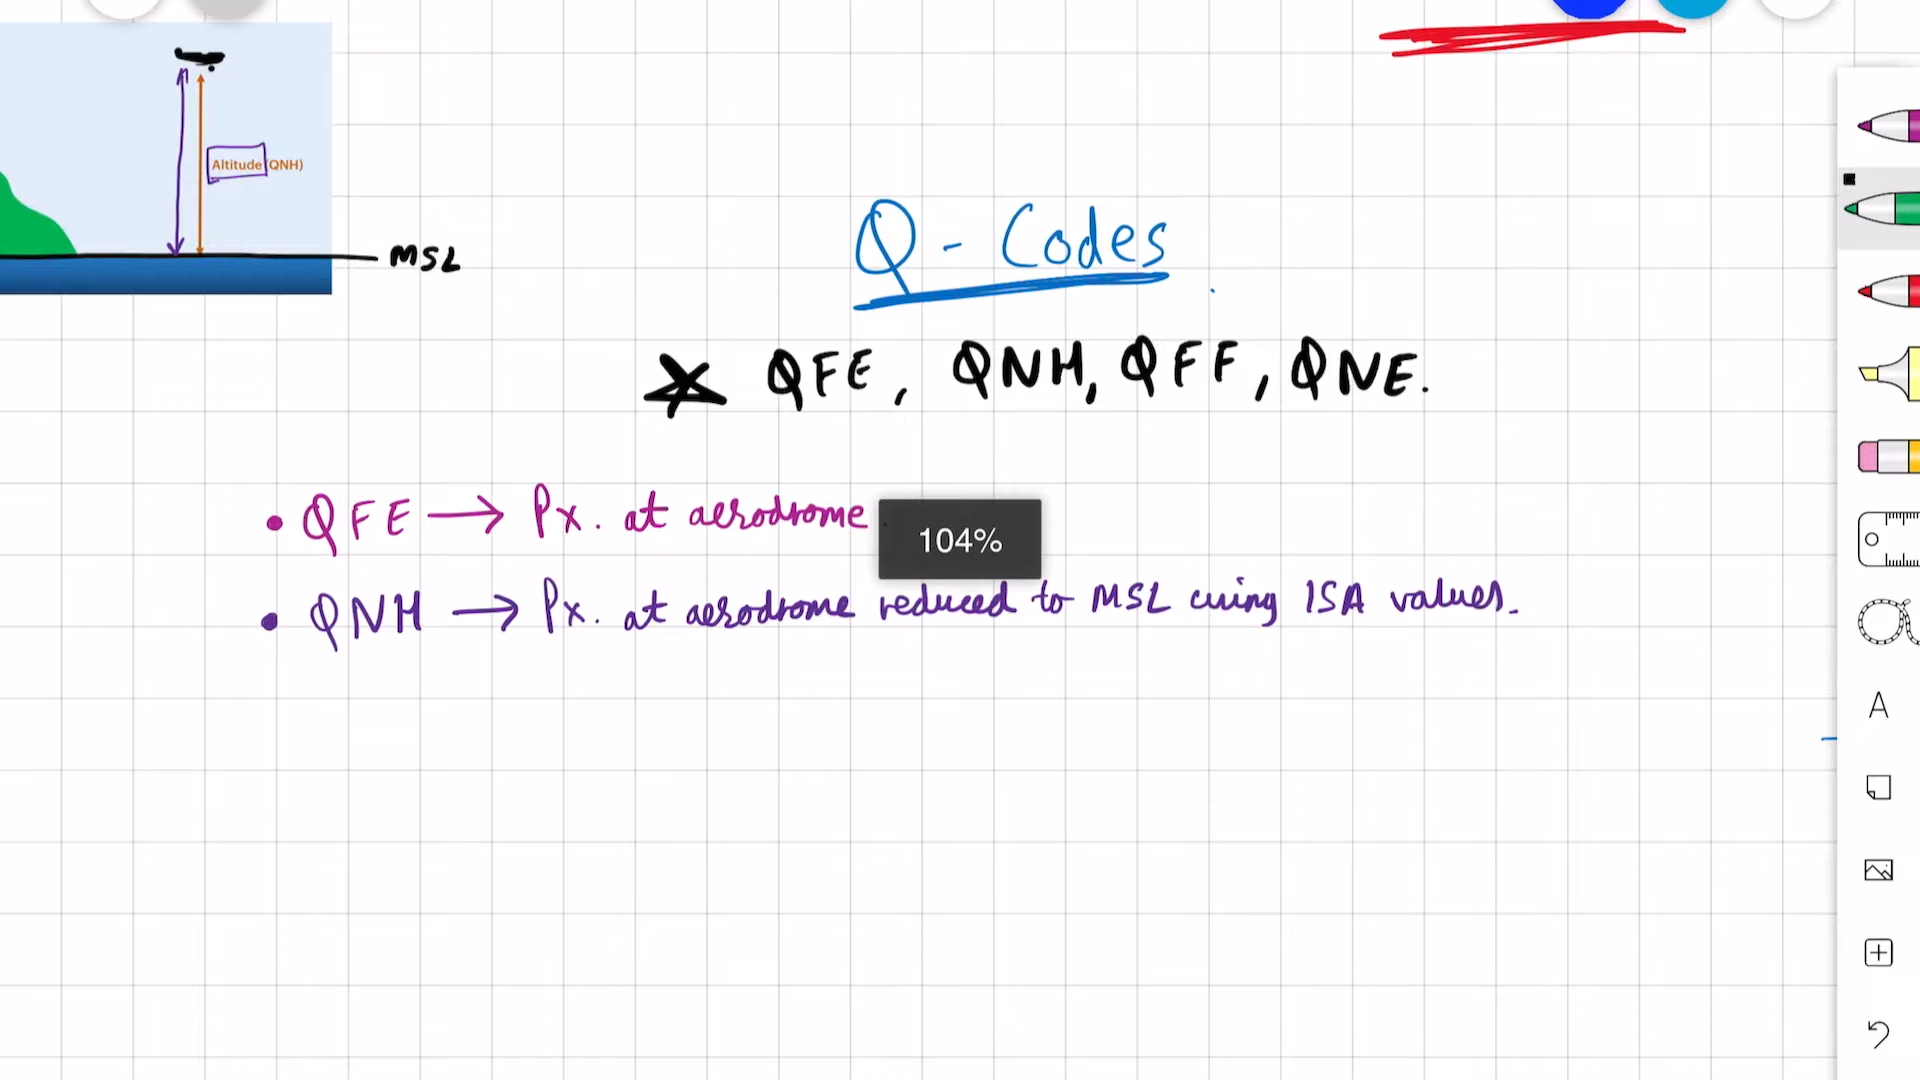 Altitude (QNH)
MSL
Q - Codes
QFE, QNH, QFF, QNE.
• QFE → Px. at aerodrome
104%
• QNH → Px. at aerodrome reduced to MSL using ISA values.
A